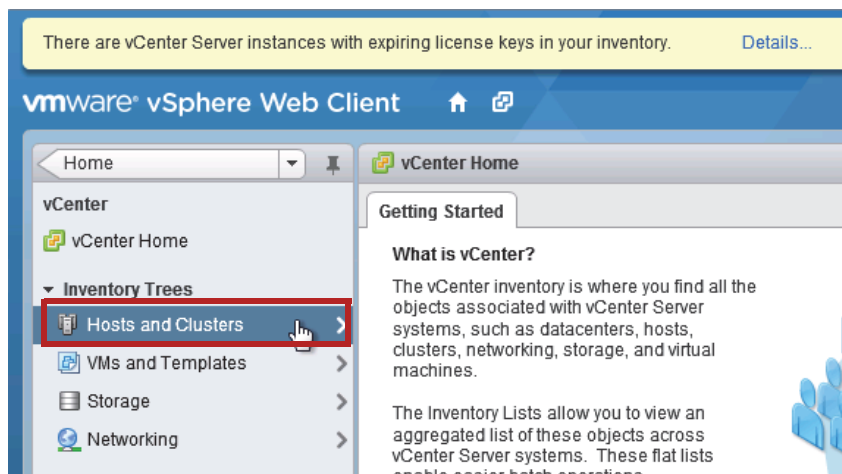 There are vCenter Server instances with expiring license keys in your inventory. Details...
vmware® vSphere Web Client
Home
vCenter Home
vCenter
Getting Started
vCenter Home
What is vCenter?
Inventory Trees
The vCenter inventory is where you find all the
objects associated with vCenter Server
Hosts and Clusters
systems, such as datacenters, hosts,
clusters, networking, storage, and virtual
VMs and Templates
machines.
Storage
The Inventory Lists allow you to view an
aggregated list of these objects across
Networking
vCenter Server systems. These flat lists
enable easier batch operations.